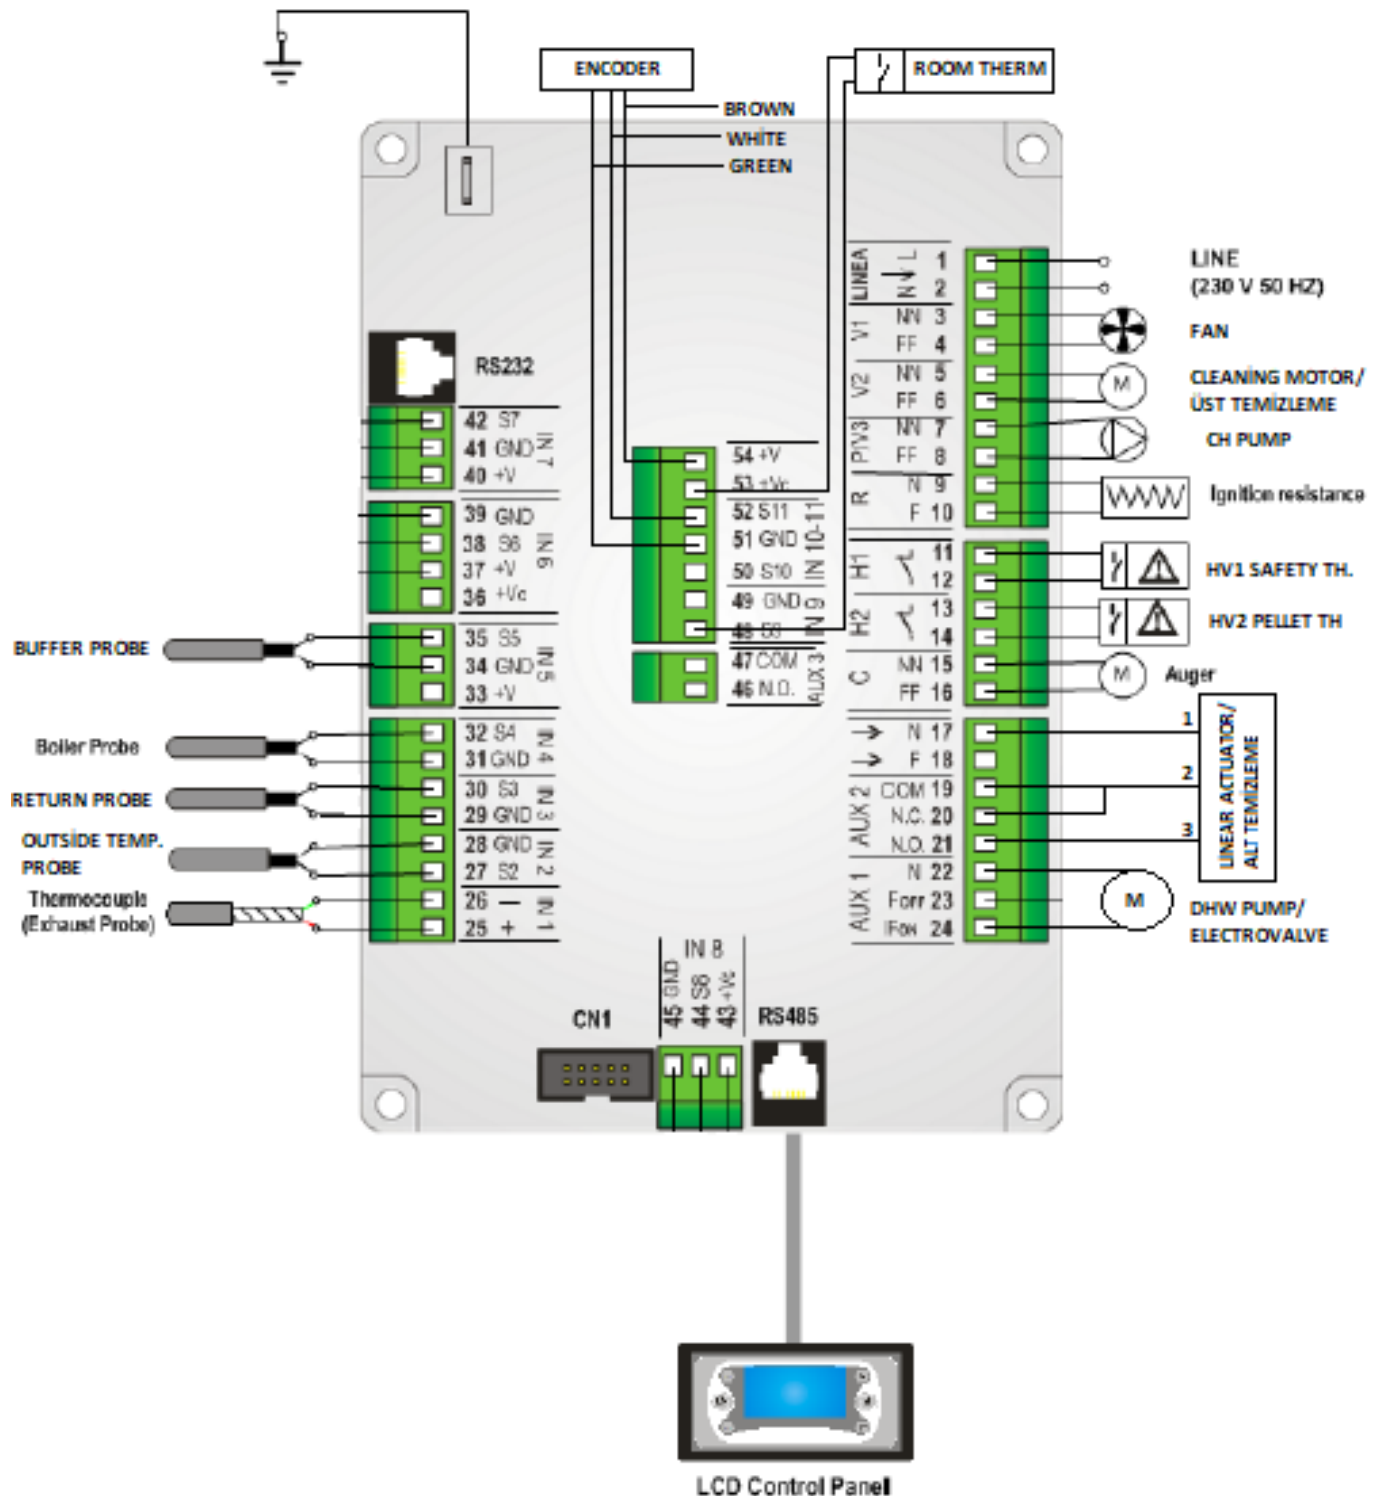 ENCODER
ROOM THERM
BROWN
WHİTE
GREEN
LINEA
L
1
N
2
LINE
(230 V 50 HZ)
V1
NN 3
FF 4
FAN
V2
NN 5
FF 6
CLEANİNG MOTOR/
ÜST TEMİZLEME
P/V3
NN 7
FF 8
CH PUMP
R
N 9
F 10
Ignition resistance
H1
11
12
HV1 SAFETY TH.
H2
13
14
HV2 PELLET TH
C
NN 15
FF 16
M
Auger
N 17
F 18
AUX 2
COM 19
N.C. 20
N.O. 21
1
2
3
LINEAR ACTUATOR/
ALT TEMİZLEME
AUX 1
N 22
FOFF 23
FON 24
M
DHW PUMP/
ELECTROVALVE
M
RS232
42 S7
41 GND
40 +V
IN 7
39 GND
38 S6
37 +V
36 +Vc
IN 6
BUFFER PROBE
35 S5
34 GND
33 +V
IN 5
Boiler Probe
32 S4
31 GND
IN 4
RETURN PROBE
30 S3
29 GND
IN 3
OUTSİDE TEMP.
PROBE
28 GND
27 S2
IN 2
Thermocouple
(Exhaust Probe)
26 —
25 +
IN 1
54 +V
53 +Vc
52 S11
51 GND
50 S10
IN 10-11
49 GND
48
IN 9
47 COM
46 N.O.
AUX 3
IN 8
45 GND
44
43 +Vc
CN1
RS485
LCD Control Panel